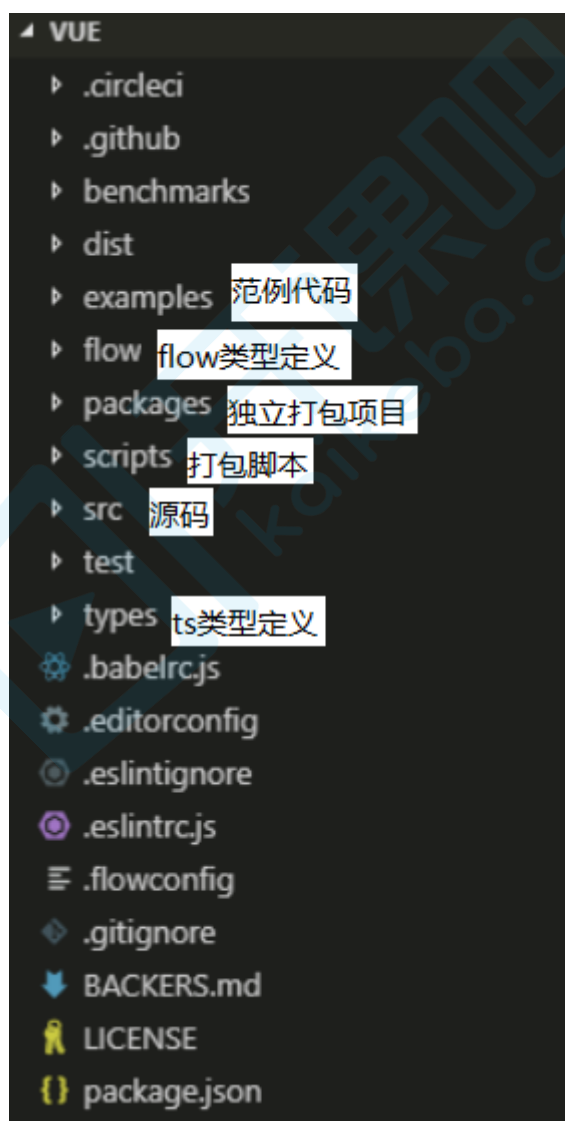 VUE
.circleci
.github
benchmarks
dist
examples 范例代码
flow flow类型定义
packages 独立打包项目
scripts 打包脚本
src 源码
test
types ts类型定义
.babelrc.js
.editorconfig
.eslintignore
.eslintrc.js
.flowconfig
.gitignore
BACKERS.md
LICENSE
package.json